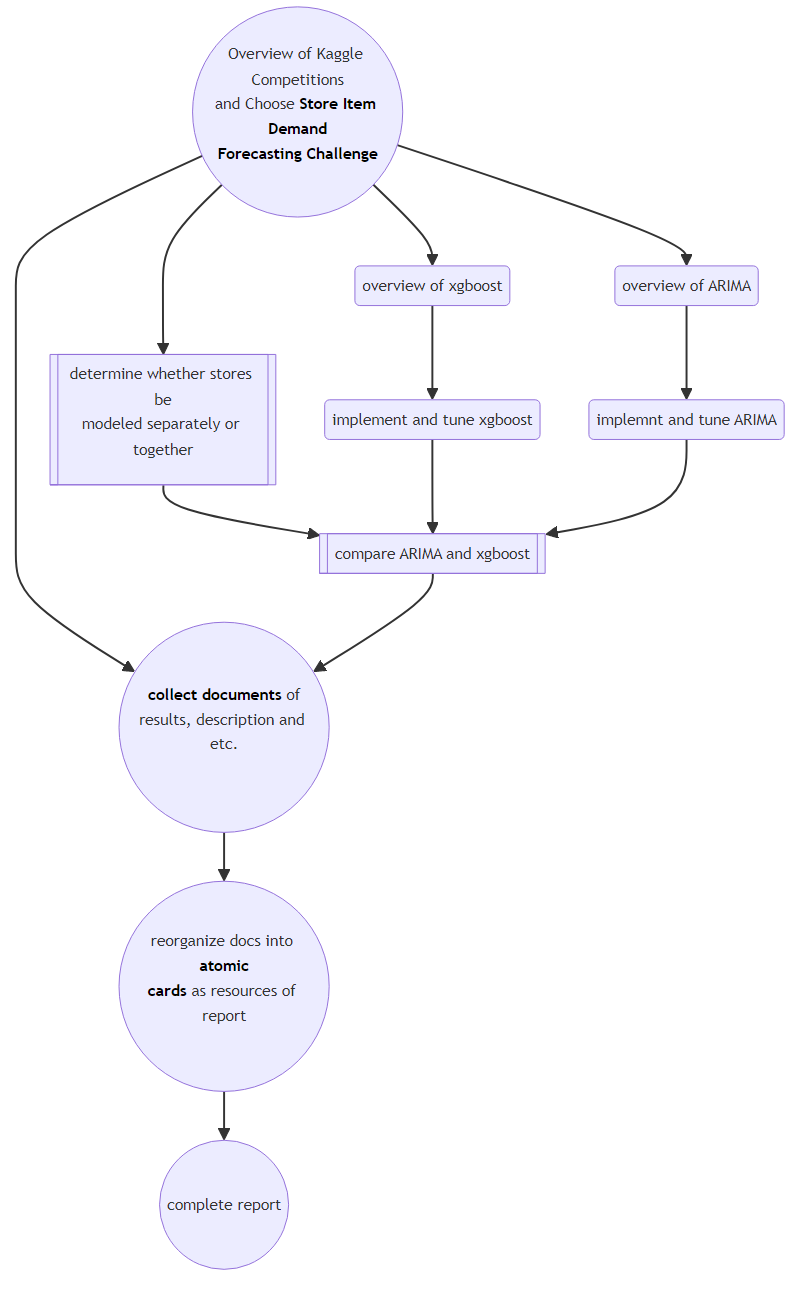 Overview of Kaggle
Competitions
and Choose Store Item
Demand
Forecasting Challenge
overview of xgboost
overview of ARIMA
determine whether stores
be
modeled separately or
together
implement and tune xgboost
implemnt and tune ARIMA
compare ARIMA and xgboost
collect documents of
results, description and
etc.
reorganize docs into
atomic
cards as resources of
report
complete report